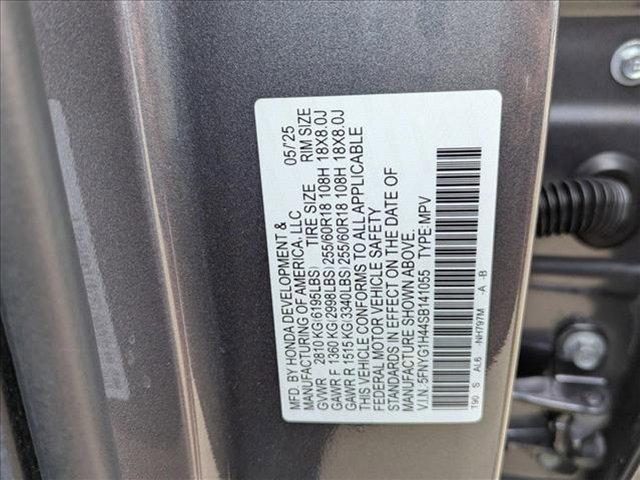 MFD. BY HONDA DEVELOPMENT &
MANUFACTURING OF AMERICA, LLC 05/'25
GVWR 2810 KG(6195LBS) TIRE SIZE RIM SIZE
GAWR F 1360 KG(2998LBS) 255/60R18 108H 18X8.0J
GAWR R 1515 KG(3340LBS) 255/60R18 108H 18X8.0J
THIS VEHICLE CONFORMS TO ALL APPLICABLE
FEDERAL MOTOR VEHICLE SAFETY
STANDARDS IN EFFECT ON THE DATE OF
MANUFACTURE SHOWN ABOVE.
V.I.N.: 5FNYG1H44SB141055 TYPE:MPV
T90 S AL6 -NH797M -A -B